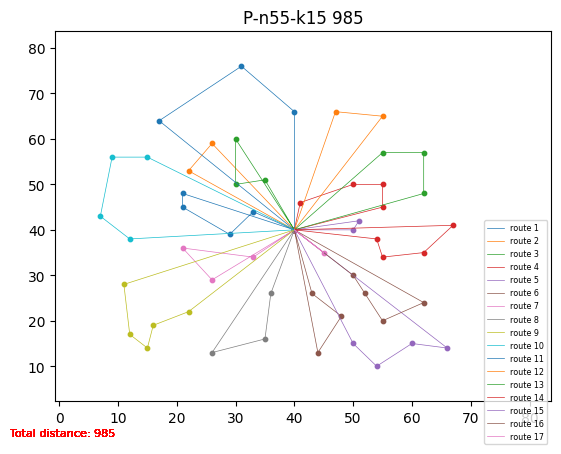 P-n55-k15 985
80
70
60
50
40
30
20
10
0 10 20 30 40 50 60 70 80
route 1
route 2
route 3
route 4
route 5
route 6
route 7
route 8
route 9
route 10
route 11
route 12
route 13
route 14
route 15
route 16
route 17
Total distance: 985